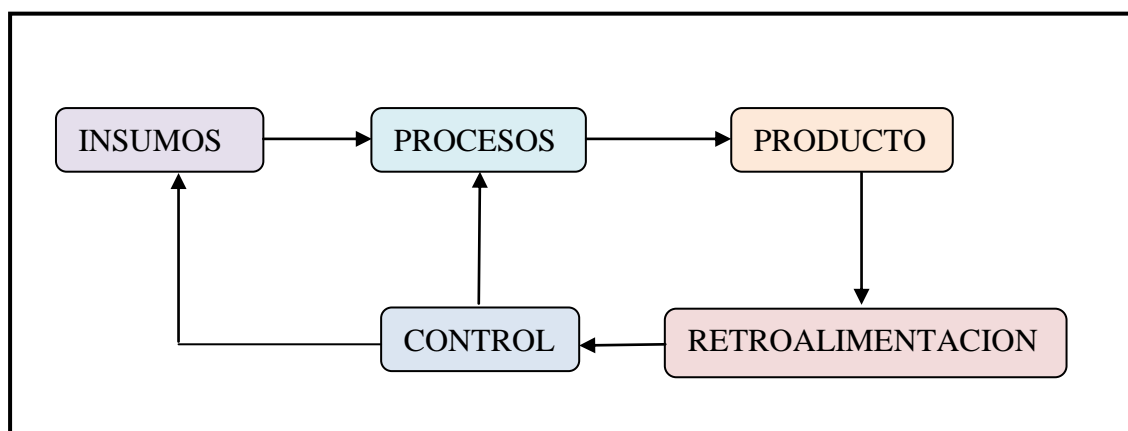 INSUMOS
PROCESOS
PRODUCTO
CONTROL
RETROALIMENTACION